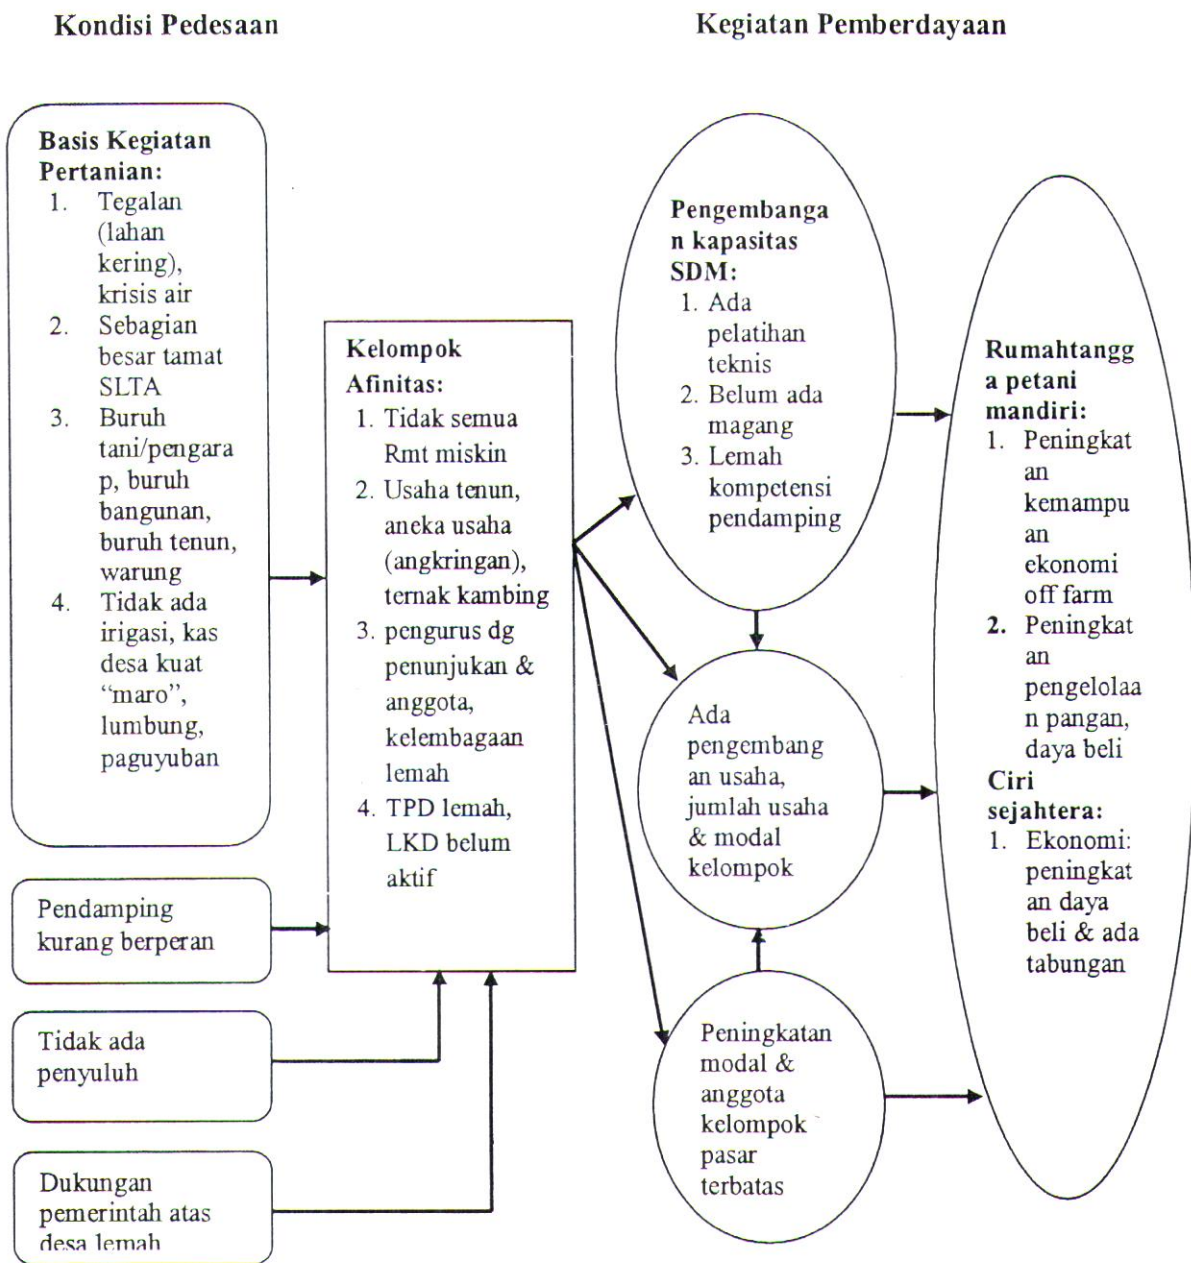 Kondisi Pedesaan
Kegiatan Pemberdayaan
Basis Kegiatan
Pertanian:
1. Tegalan
(lahan
kering),
krisis air
2. Sebagian
besar tamat
SLTA
3. Buruh
tani/pengara
p, buruh
bangunan,
buruh tenun,
warung
4. Tidak ada
irigasi, kas
desa kuat
“maro”,
lumbung,
paguyuban
Pendamping
kurang berperan
Tidak ada
penyuluh
Dukungan
pemerintah atas
desa lemah
Kelompok
Afinitas:
1. Tidak semua
Rmt miskin
2. Usaha tenun,
aneka usaha
(angkringan),
ternak kambing
3. pengurus dg
penunjukan &
anggota,
kelembagaan
lemah
4. TPD lemah,
LKD belum
aktif
Pengembanga
n kapasitas
SDM:
1. Ada
pelatihan
teknis
2. Belum ada
magang
3. Lemah
kompetensi
pendamping
Ada
pengembang
an usaha,
jumlah usaha
& modal
kelompok
Peningkatan
modal &
anggota
kelompok
pasar
terbatas
Rumahtangg
a petani
mandiri:
1. Peningkat
an
kemampu
an
ekonomi
off farm
2. Peningkat
an
pengelolaa
n pangan,
daya beli
Ciri
sejahtera:
1. Ekonomi:
peningkat
an daya
beli & ada
tabungan